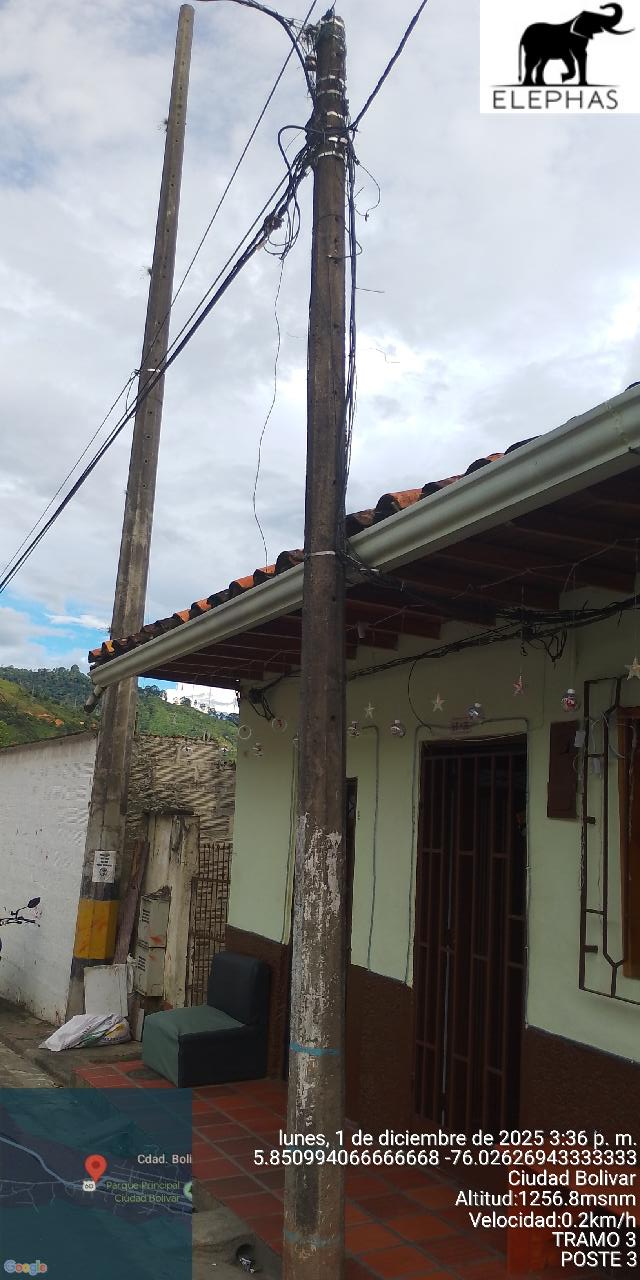 ELEPHAS
lunes, 1 de diciembre de 2025 3:36 p. m.
5.850994066666668 -76.02626943333333
Ciudad Bolivar
Altitud:1256.8msnm
Velocidad:0.2km/h
TRAMO 3
POSTE 3
Cdad. Boli
60
Parque Principal
Ciudad Bolívar
Google